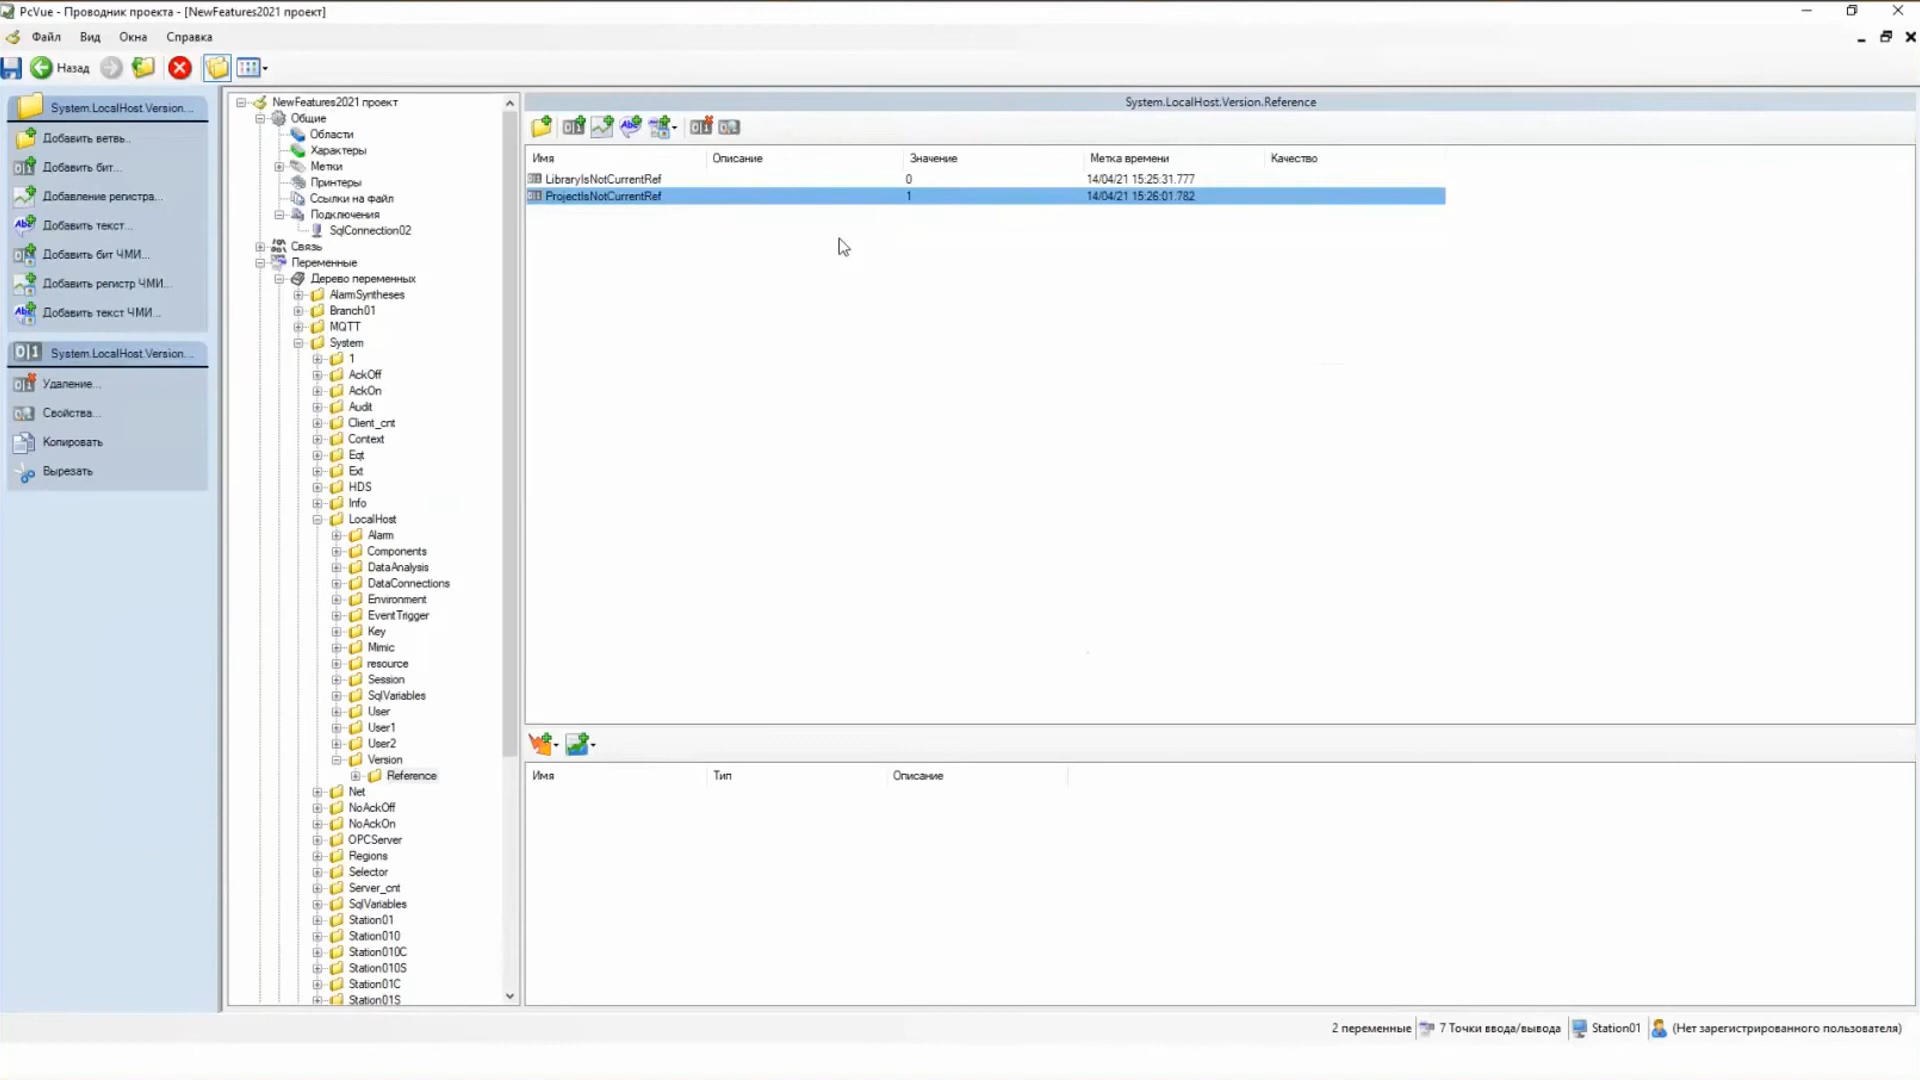 PcVue - Проводник проекта - [NewFeatures2021 проект]
Файл Вид Окна Справка
Назад
System.LocalHost.Version...
Добавить ветвь..
Добавить бит...
Добавление регистра...
Добавить текст...
Добавить бит ЧМИ...
Добавить регистр ЧМИ...
Добавить текст ЧМИ...
System.LocalHost.Version...
Удаление...
Свойства...
Копировать
Вырезать
NewFeatures2021 проект
Общие
Области
Характеры
Метки
Принтеры
Ссылки на файл
Подключения
SqlConnection02
Связь
Переменные
Дерево переменных
AlarmSyntheses
Branch01
MQTT
System
1
AckOff
AckOn
Audit
Client_cnt
Context
Eqt
Ext
HDS
Info
LocalHost
Alarm
Components
DataAnalysis
DataConnections
Environment
EventTrigger
Key
Mimic
resource
Session
SqlVariables
User
User1
User2
Version
Reference
Net
NoAckOff
NoAckOn
OPCServer
Regions
Selector
Server_cnt
SqlVariables
Station01
Station010
Station010C
Station010S
Station01C
Station01S
System.LocalHost.Version.Reference
Имя Описание Значение Метка времени Качество
LibraryIsNotCurrentRef 0 14/04/21 15:25:31.777
ProjectIsNotCurrentRef 1 14/04/21 15:26:01.782
Имя Тип Описание
2 переменные 7 Точки ввода/вывода Station01 (Нет зарегистрированного пользователя)